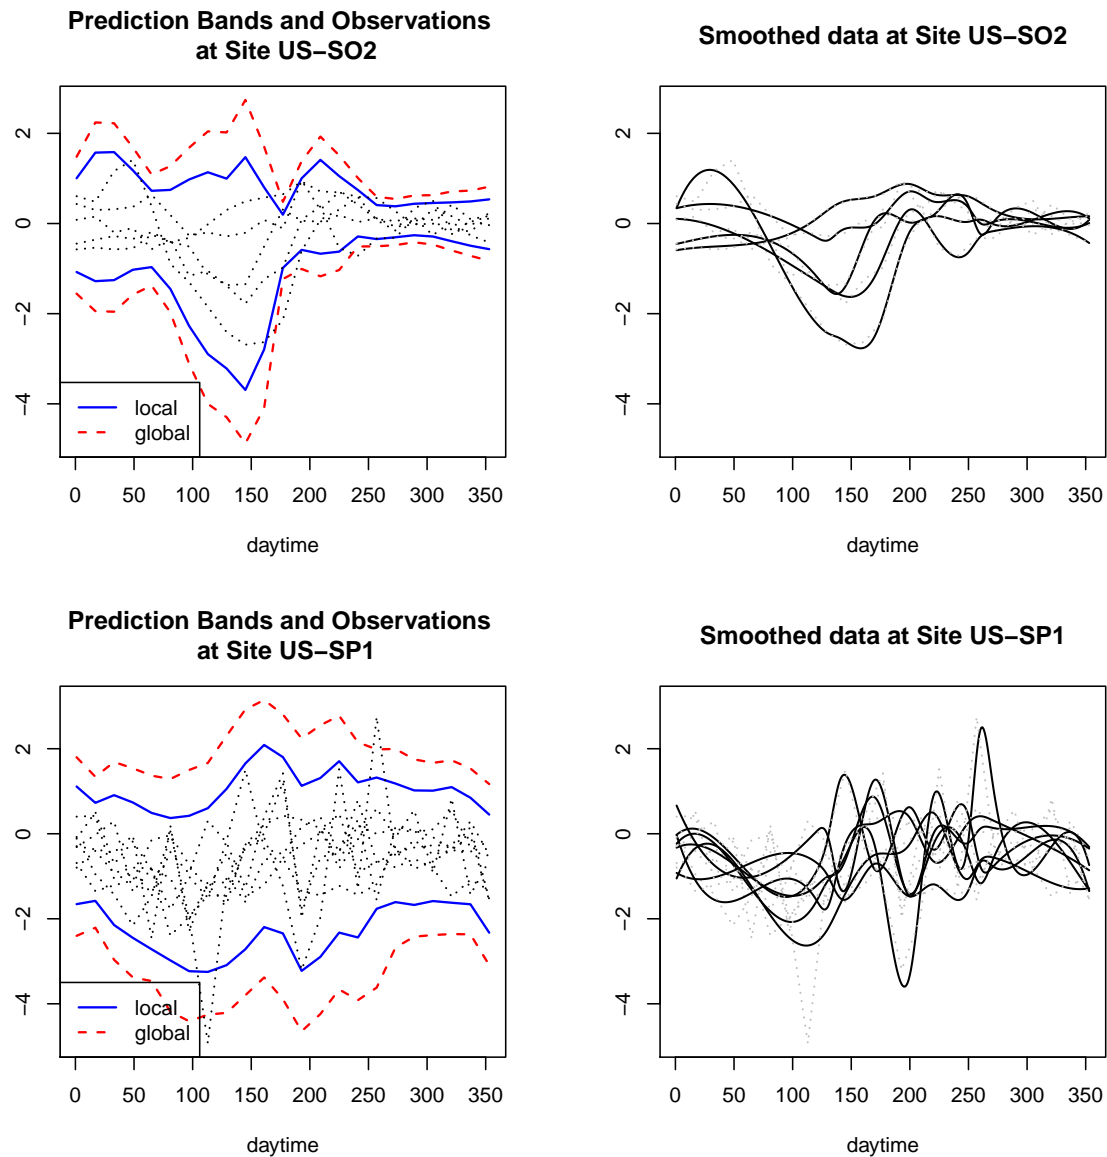 Prediction Bands and Observations
at Site US−SO2
2
0
−2
−4
local
global
0 50 100 150 200 250 300 350
daytime
Smoothed data at Site US−SO2
2
0
−2
−4
0 50 100 150 200 250 300 350
daytime
Prediction Bands and Observations
at Site US−SP1
2
0
−2
−4
local
global
0 50 100 150 200 250 300 350
daytime
Smoothed data at Site US−SP1
2
0
−2
−4
0 50 100 150 200 250 300 350
daytime